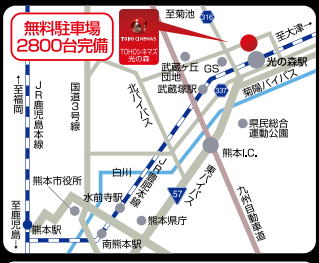 無料駐車場
2800台完備
TOHO CINEMAS
TOHOシネマズ
光の森
至菊池
316
至大津→
武蔵ヶ丘
団地
GS
光の森駅
武蔵塚駅
337
菊陽バイパス
←至福岡
JR鹿児島本線
国道3号線
北バイパス
県民総合
運動公園
熊本I.C.
白川
JR豊肥本線
東バイパス
57
九州自動車道
熊本市役所
水前寺駅
熊本県庁
至鹿児島→
熊本駅
南熊本駅